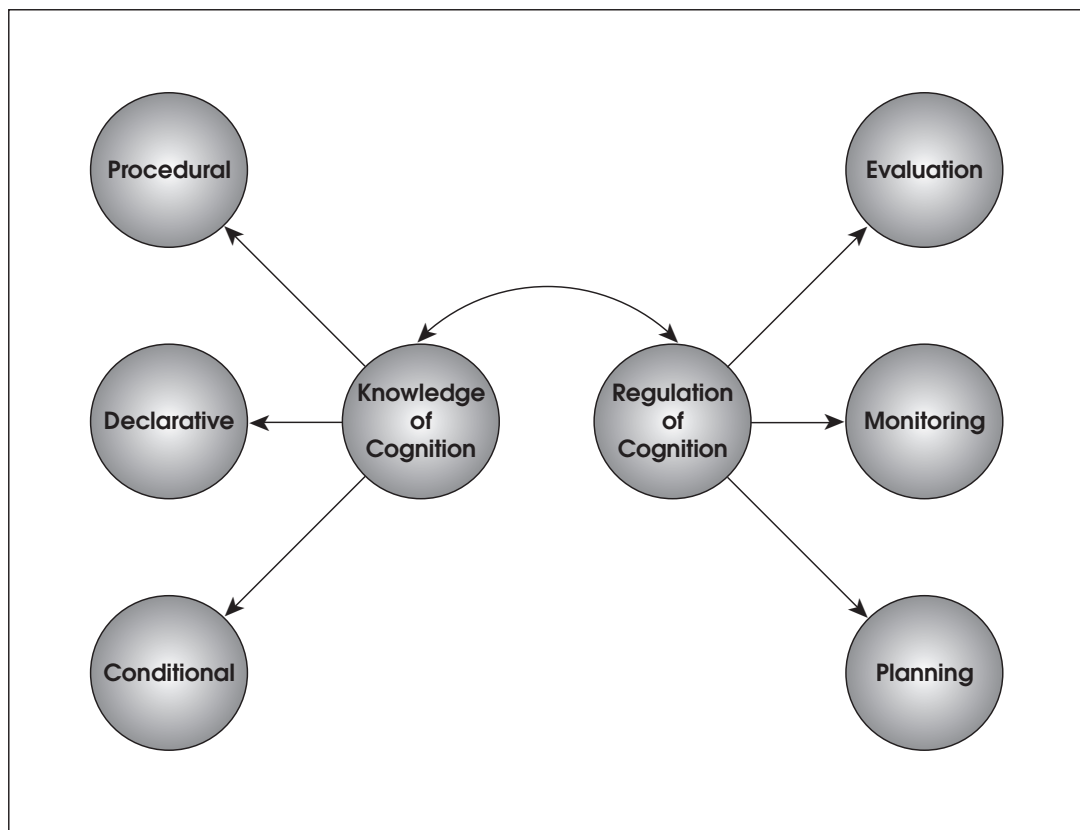 Procedural
Evaluation
Knowledge
of
Cognition
Regulation
of
Cognition
Declarative
Monitoring
Conditional
Planning